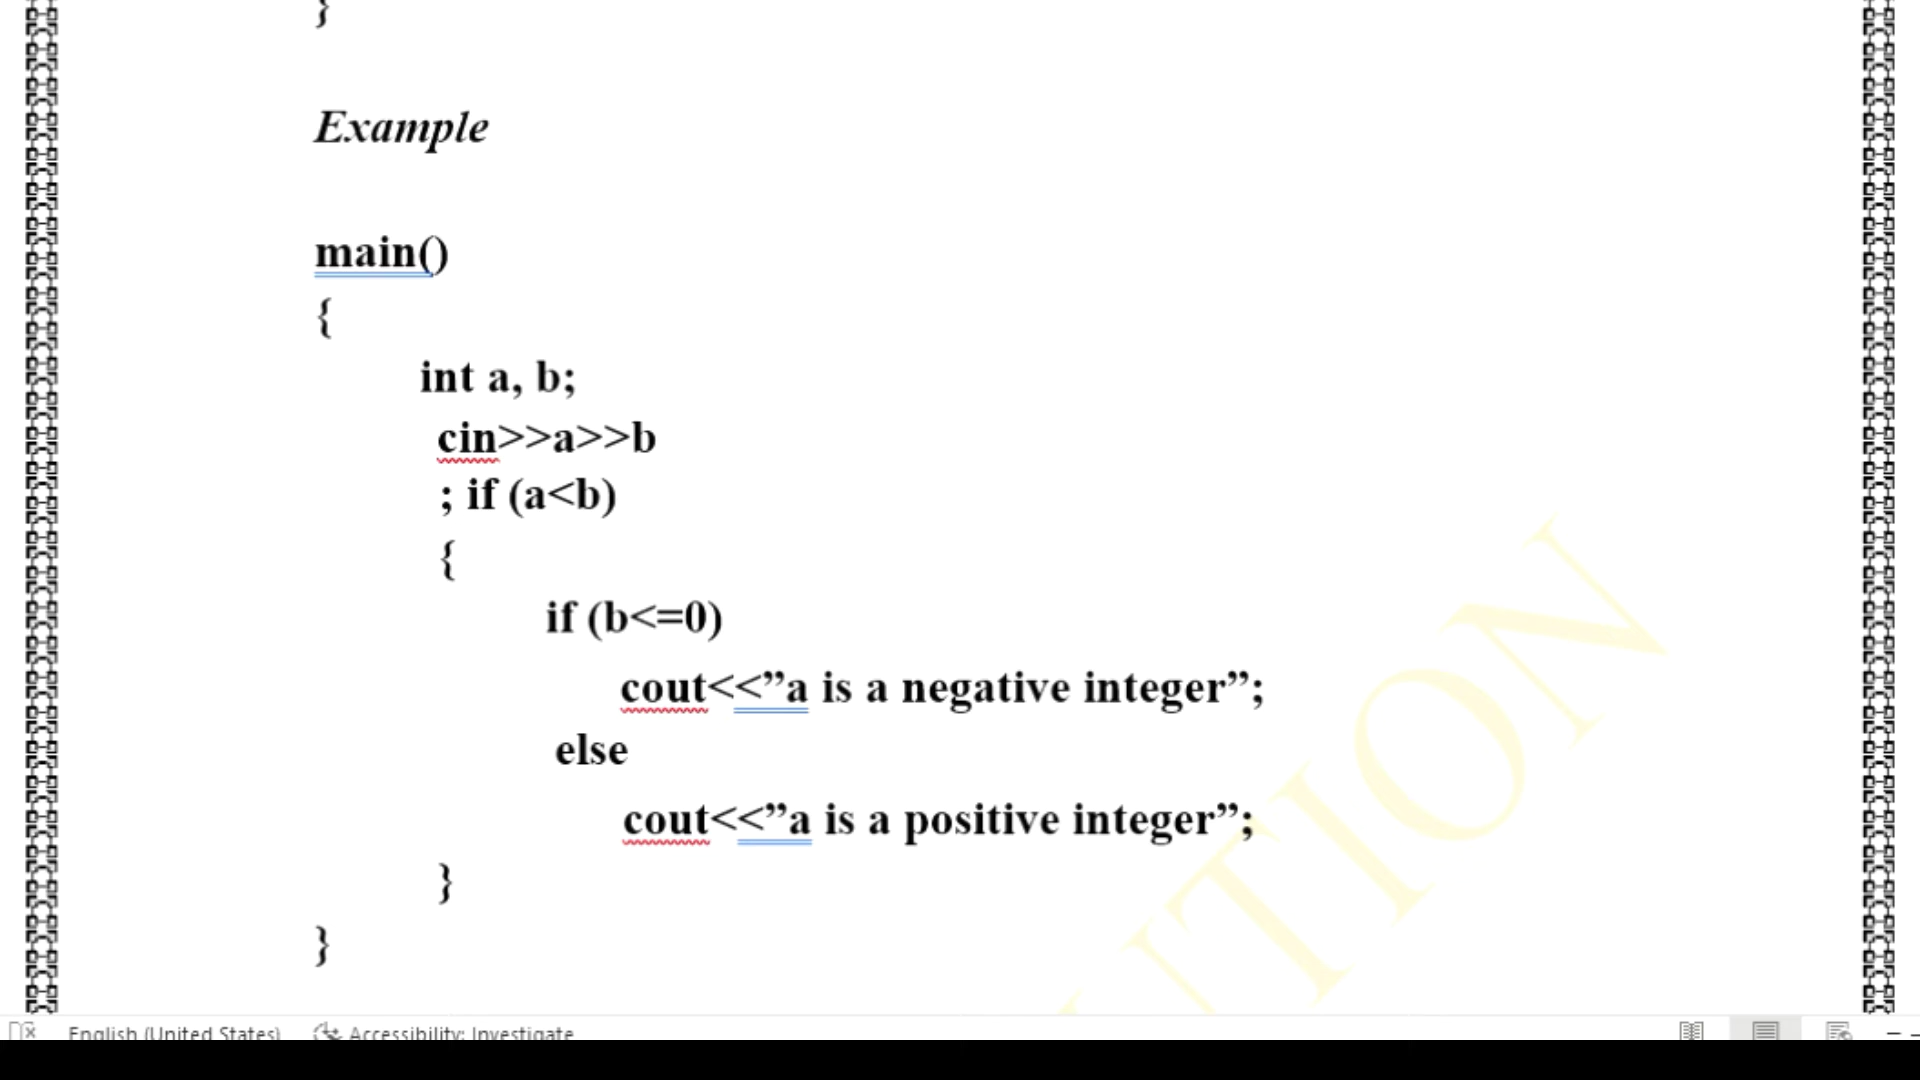 }
Example
main()
{
int a, b;
cin>>a>>b
; if (a<b)
{
if (b<=0)
cout<<”a is a negative integer”;
else
cout<<”a is a positive integer”;
}
}
UTION
English (United States) Accessibility: Investigate